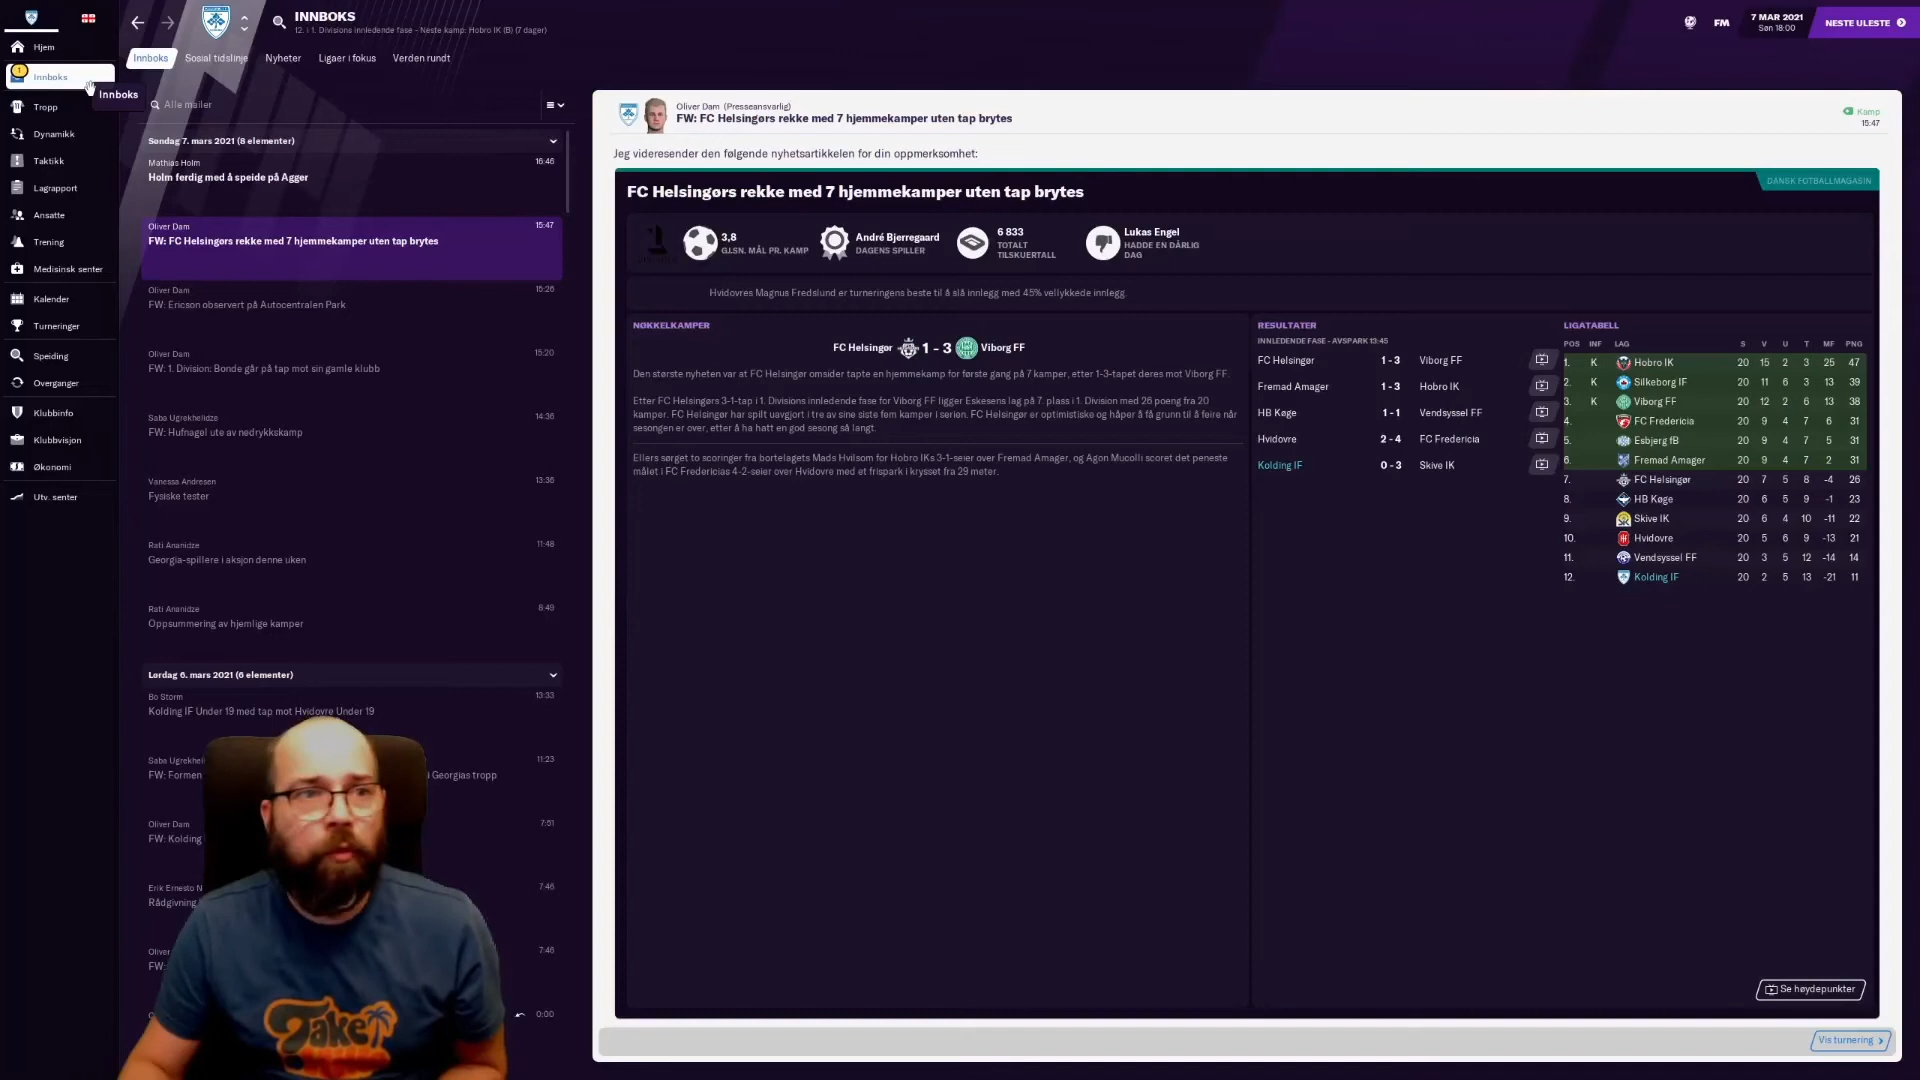 INNBOKS
12. i 1. Divisions innledende fase - Neste kamp: Hobro IK (B) (7 dager)
FM
7 MAR 2021
Søn 18:00
NESTE ULESTE
Innboks
Sosial tidslinje
Nyheter
Ligaer i fokus
Verden rundt
Hjem
1
Innboks
Innboks
Tropp
Dynamikk
Taktikk
Lagrapport
Ansatte
Trening
Medisinsk senter
Kalender
Turneringer
Speiding
Overganger
Klubbinfo
Klubbvisjon
Økonomi
Utv. senter
Alle mailer
Søndag 7. mars 2021 (8 elementer)
Mathias Holm 16:46
Holm ferdig med å speide på Agger
Oliver Dam 15:47
FW: FC Helsingørs rekke med 7 hjemmekamper uten tap brytes
Oliver Dam 15:26
FW: Ericson observert på Autocentralen Park
Oliver Dam 15:20
FW: 1. Division: Bonde går på tap mot sin gamle klubb
Saba Ugrekhelidze 14:36
FW: Hufnagel ute av nedrykkskamp
Vanessa Andresen 13:36
Fysiske tester
Rati Ananidze 11:48
Georgia-spillere i aksjon denne uken
Rati Ananidze 8:49
Oppsummering av hjemlige kamper
Lørdag 6. mars 2021 (6 elementer)
Bo Storm 13:33
Kolding IF Under 19 med tap mot Hvidovre Under 19
Saba Ugrekheli 11:23
FW: Formen i Georgias tropp
Oliver Dam 7:51
FW: Kolding
Erik Ernesto N 7:46
Rådgivning
Oliver 7:46
FW:
0:00
Take
Oliver Dam (Presseansvarlig)
FW: FC Helsingørs rekke med 7 hjemmekamper uten tap brytes
Kamp
15:47
Jeg videresender den følgende nyhetsartikkelen for din oppmerksomhet:
DANSK FOTBALLMAGASIN
FC Helsingørs rekke med 7 hjemmekamper uten tap brytes
3,8
GJ.SN. MÅL PR. KAMP
André Bjerregaard
DAGENS SPILLER
6 833
TOTALT
TILSKUERTALL
Lukas Engel
HADDE EN DÅRLIG
DAG
Hvidovres Magnus Fredslund er turneringens beste til å slå innlegg med 45% vellykkede innlegg.
NØKKELKAMPER
FC Helsingør 1 - 3 Viborg FF
Den største nyheten var at FC Helsingør omsider tapte en hjemmekamp for første gang på 7 kamper, etter 1-3-tapet deres mot Viborg FF.
Etter FC Helsingørs 3-1-tap i 1. Divisions innledende fase for Viborg FF ligger Eskesens lag på 7. plass i 1. Division med 26 poeng fra 20
kamper. FC Helsingør har spilt uavgjort i tre av sine siste fem kamper i serien. FC Helsingør er optimistiske og håper å få grunn til å feire når
sesongen er over, etter å ha hatt en god sesong så langt.
Ellers sørget to scoringer fra bortelagets Mads Hvilsom for Hobro IKs 3-1-seier over Fremad Amager, og Agon Mucolli scoret det peneste
målet i FC Fredericias 4-2-seier over Hvidovre med et frispark i krysset fra 29 meter.
RESULTATER
INNLEDENDE FASE - AVSPARK 13:45
FC Helsingør 1 - 3 Viborg FF
Fremad Amager 1 - 3 Hobro IK
HB Køge 1 - 1 Vendsyssel FF
Hvidovre 2 - 4 FC Fredericia
Kolding IF 0 - 3 Skive IK
LIGATABELL
POS INF LAG S V U T MF PNG
1. K Hobro IK 20 15 2 3 25 47
2. K Silkeborg IF 20 11 6 3 13 39
3. K Viborg FF 20 12 2 6 13 38
4. FC Fredericia 20 9 4 7 6 31
5. Esbjerg fB 20 9 4 7 5 31
6. Fremad Amager 20 9 4 7 2 31
7. FC Helsingør 20 7 5 8 -4 26
8. HB Køge 20 6 5 9 -1 23
9. Skive IK 20 6 4 10 -11 22
10. Hvidovre 20 5 6 9 -13 21
11. Vendsyssel FF 20 3 5 12 -14 14
12. Kolding IF 20 2 5 13 -21 11
Se høydepunkter
Vis turnering